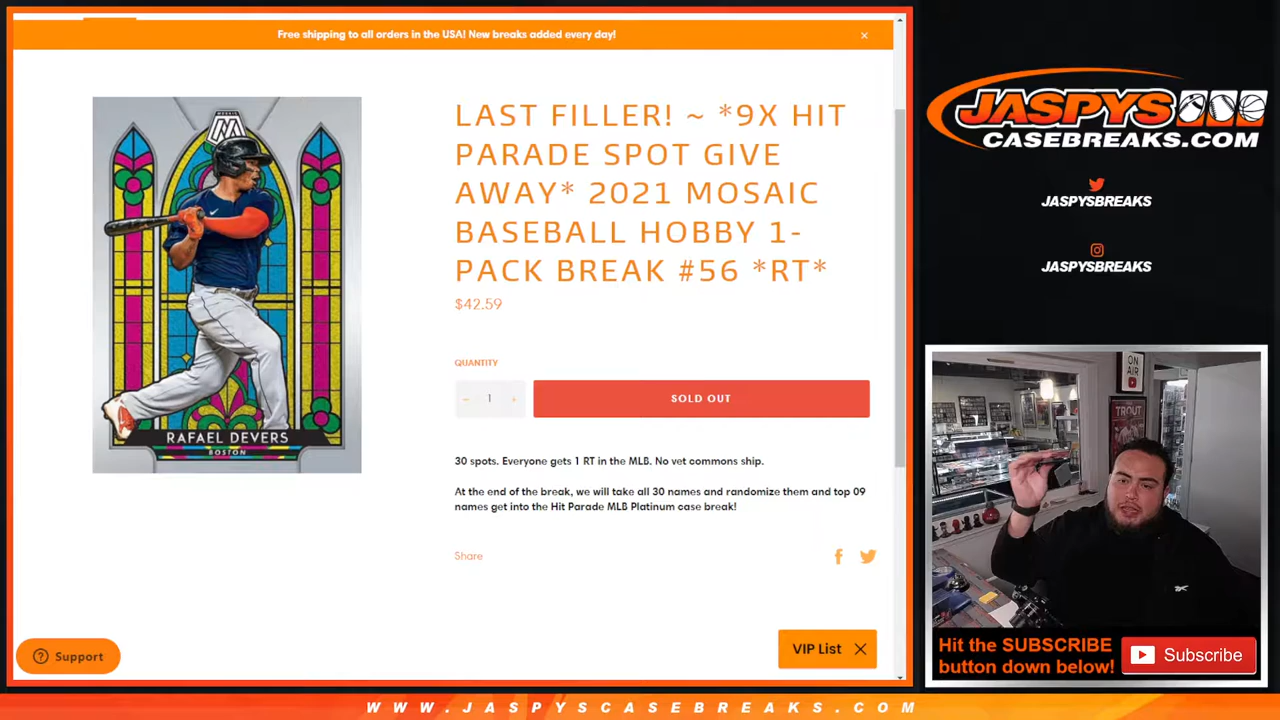 Free shipping to all orders in the USA! New breaks added every day!
MOSAIC
RAFAEL DEVERS
BOSTON
LAST FILLER! ~ *9X HIT
PARADE SPOT GIVE
AWAY* 2021 MOSAIC
BASEBALL HOBBY 1-
PACK BREAK #56 *RT*
$42.59
QUANTITY
− 1 +
SOLD OUT
30 spots. Everyone gets 1 RT in the MLB. No vet commons ship.
At the end of the break, we will take all 30 names and randomize them and top 09
names get into the Hit Parade MLB Platinum case break!
Share
Support
VIP List
JASPYS
CASEBREAKS.COM
JASPYSBREAKS
JASPYSBREAKS
ON
AIR
TROUT
Hit the SUBSCRIBE
button down below!
Subscribe
WWW.JASPYSCASEBREAKS.COM